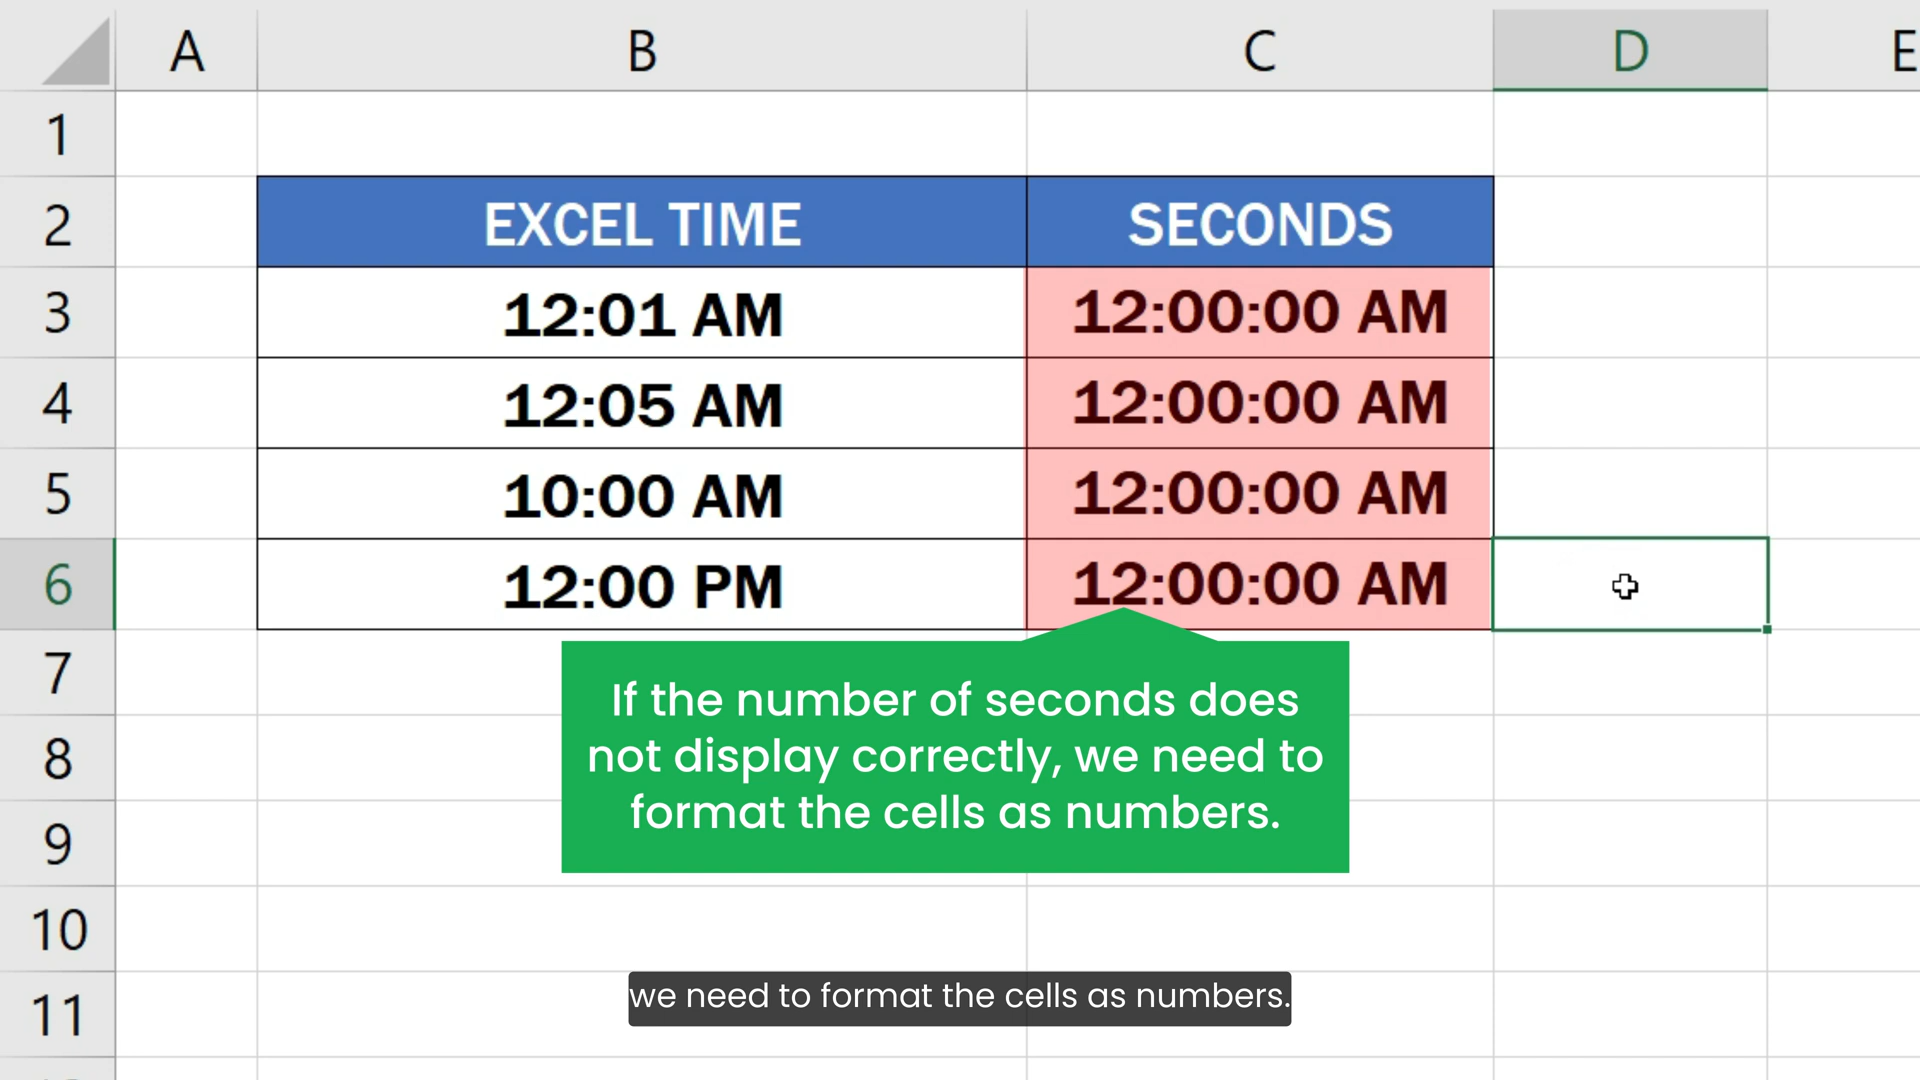 A B C D E
1
2 EXCEL TIME SECONDS
3 12:01 AM 12:00:00 AM
4 12:05 AM 12:00:00 AM
5 10:00 AM 12:00:00 AM
6 12:00 PM 12:00:00 AM
7
If the number of seconds does
8
not display correctly, we need to
format the cells as numbers.
9
10
we need to format the cells as numbers.
11